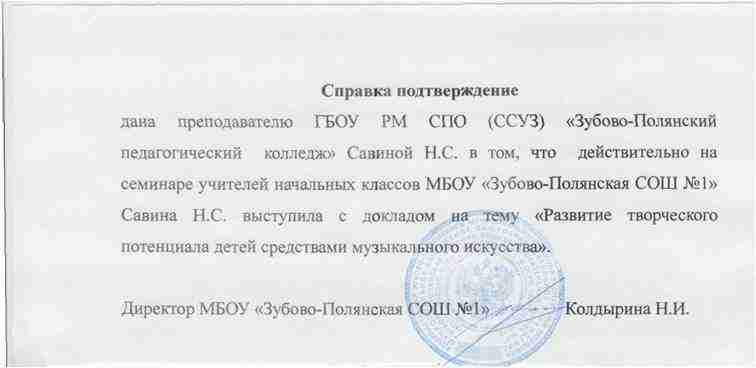 Справка подтверждение
дана преподавателю ГБОУ РМ СПО (ССУЗ) «Зубово-Полянский
педагогический колледж» Савиной Н.С. в том, что действительно на
семинаре учителей начальных классов МБОУ «Зубово-Полянская СОШ №1»
Савина Н.С. выступила с докладом на тему «Развитие творческого
потенциала детей средствами музыкального искусства».
Директор МБОУ «Зубово-Полянская СОШ №1» Колдырина Н.И.